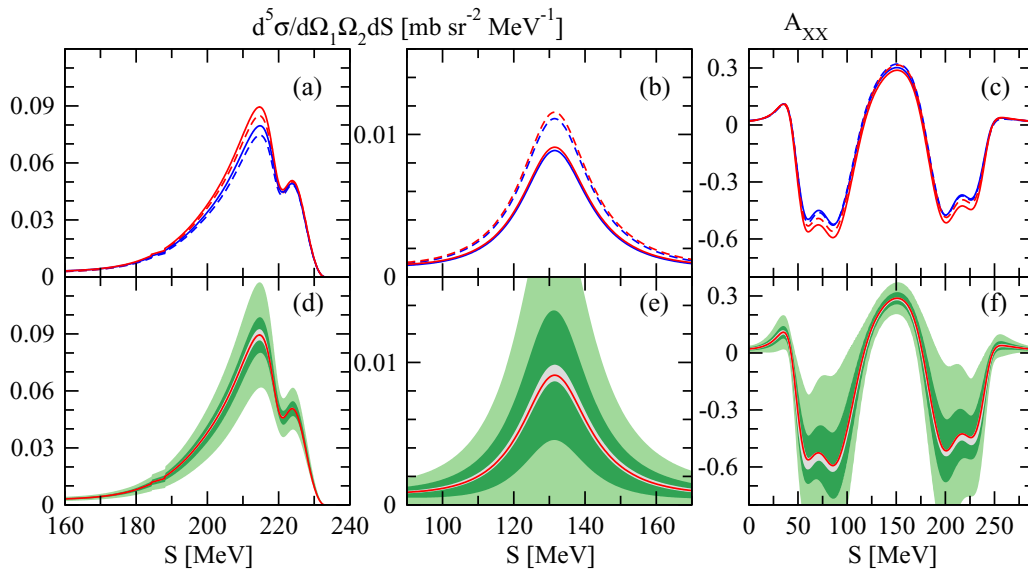 d⁵σ/dΩ₁Ω₂dS [mb sr⁻² MeV⁻¹]
A_XX
(a)
(b)
(c)
0.09
0.06
0.03
0
0.01
0
0.3
0
-0.3
-0.6
(d)
(e)
(f)
0.09
0.06
0.03
0
0.01
0
0.3
0
-0.3
-0.6
160 180 200 220 240
100 120 140 160
0 50 100 150 200 250
S [MeV]
S [MeV]
S [MeV]